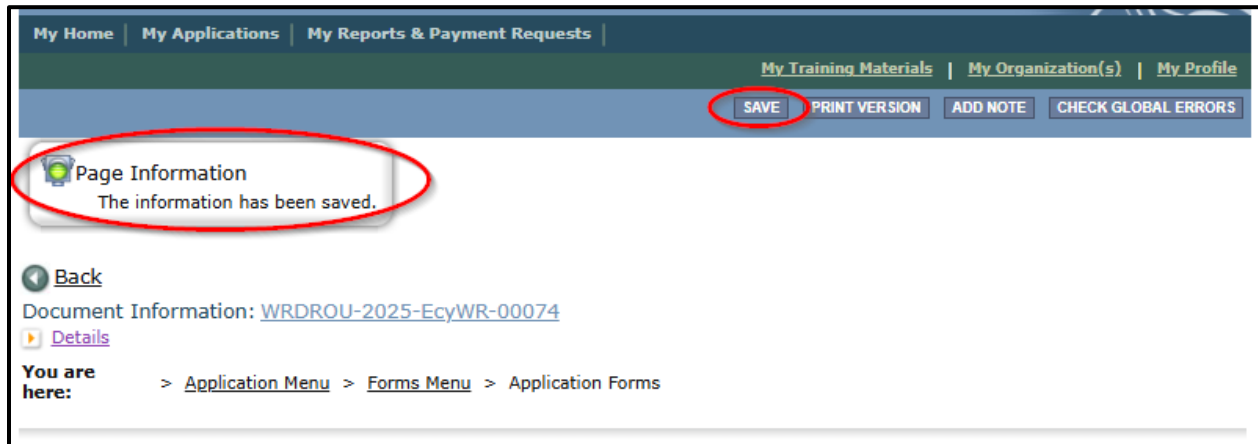 My Home | My Applications | My Reports & Payment Requests |
My Training Materials | My Organization(s) | My Profile
SAVE PRINT VERSION ADD NOTE CHECK GLOBAL ERRORS
Page Information
The information has been saved.
Back
Document Information: WRDROU-2025-EcyWR-00074
Details
You are here: > Application Menu > Forms Menu > Application Forms